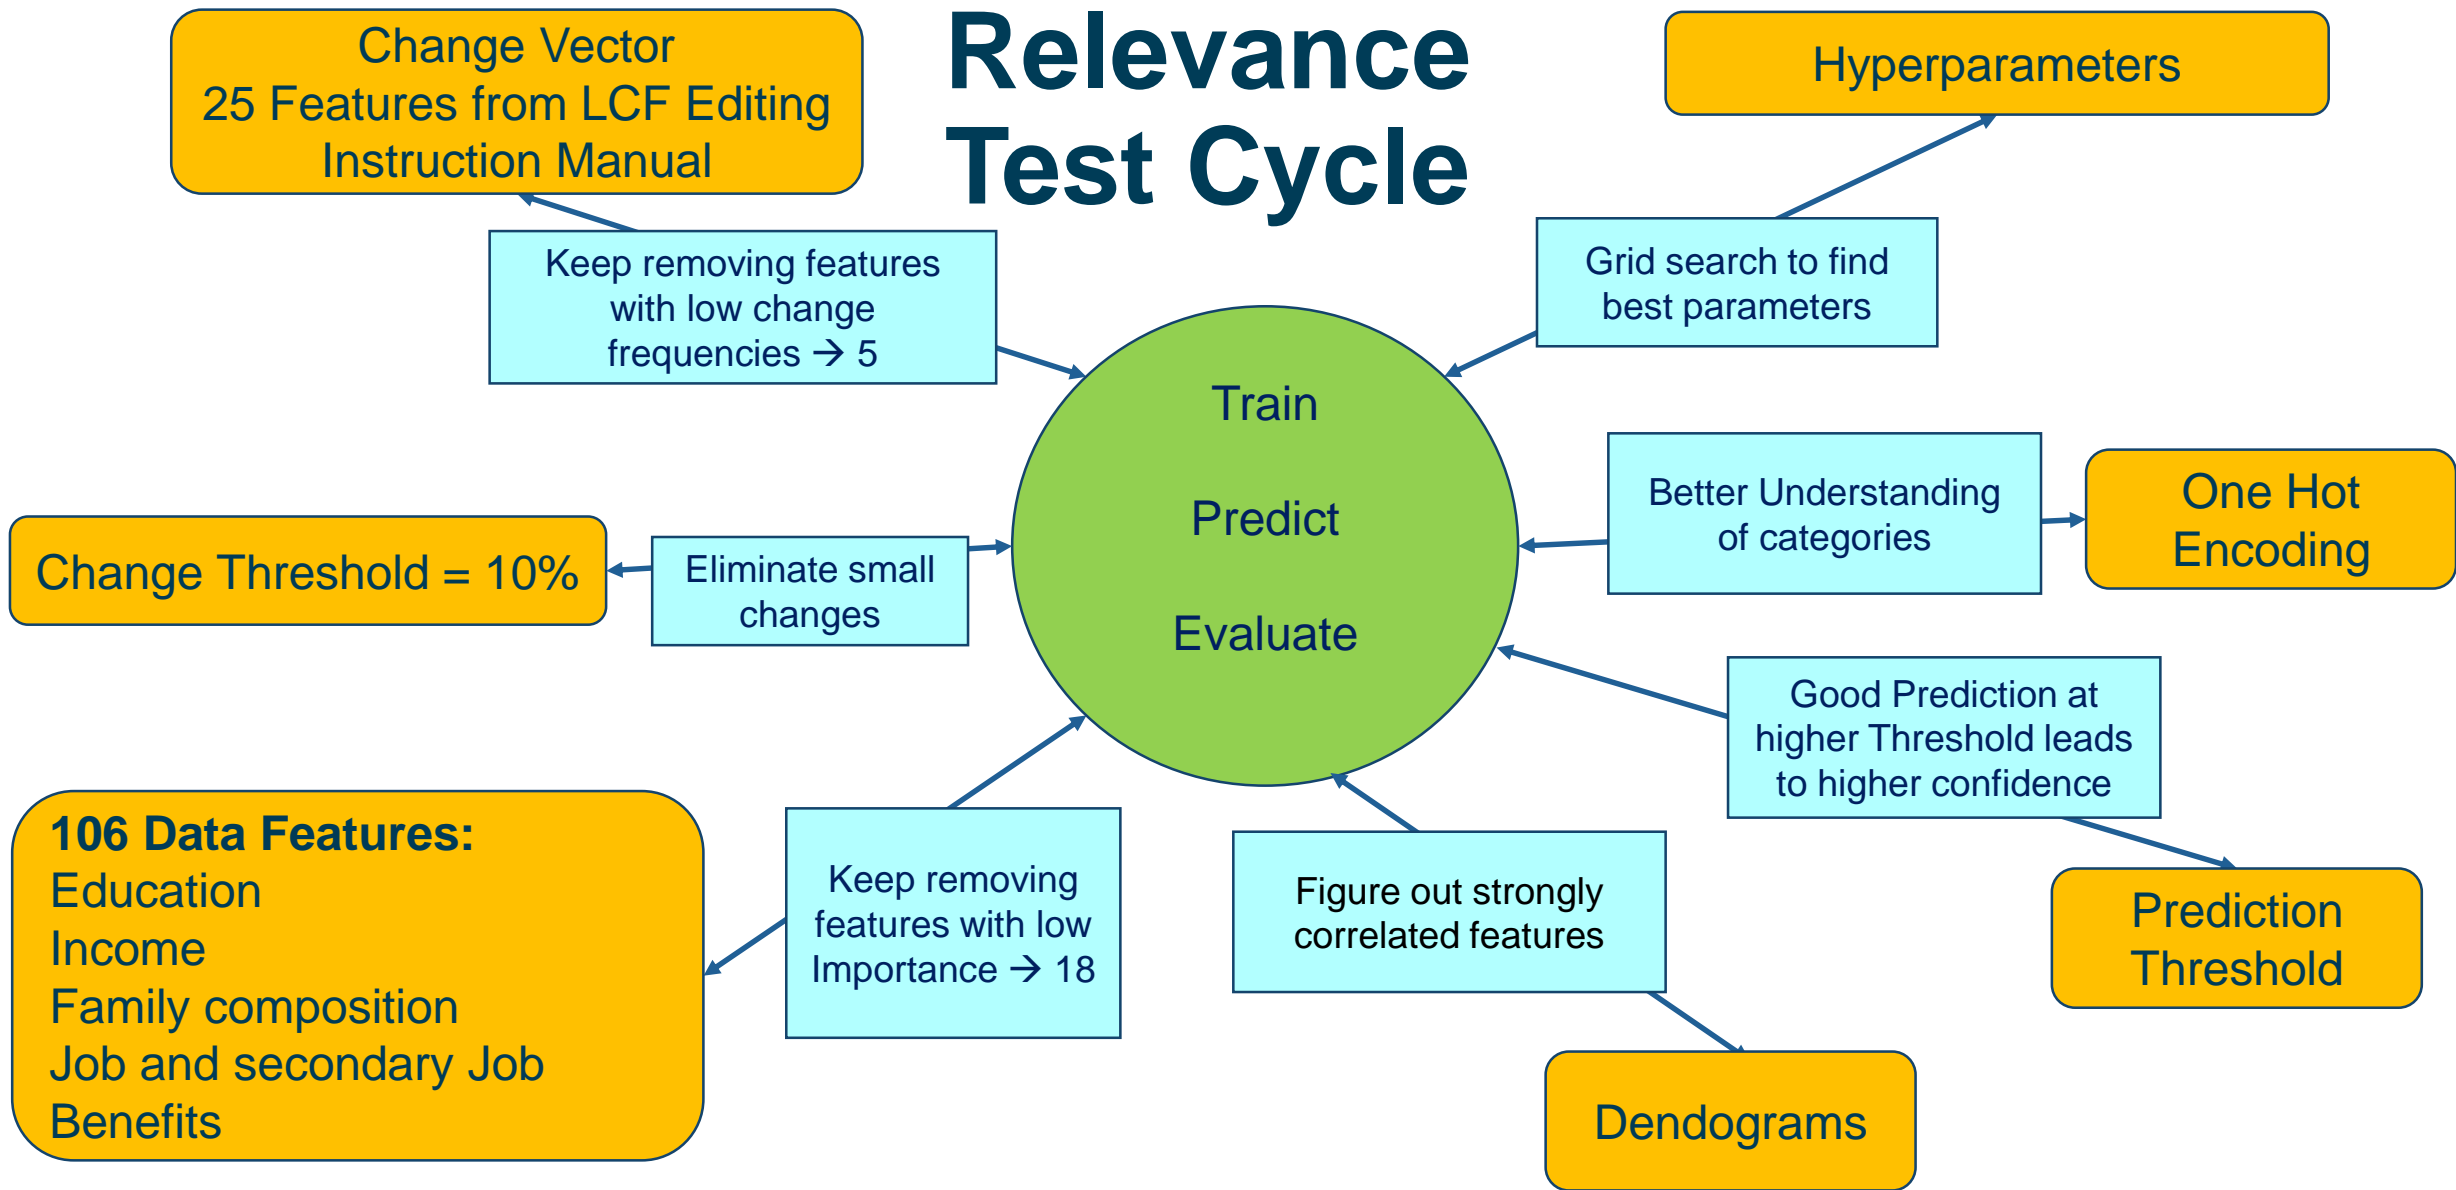 Relevance
Test Cycle
Change Vector
25 Features from LCF Editing
Instruction Manual
Hyperparameters
Keep removing features
with low change
frequencies → 5
Grid search to find
best parameters
Train
Predict
Evaluate
Better Understanding
of categories
One Hot
Encoding
Change Threshold = 10%
Eliminate small
changes
Good Prediction at
higher Threshold leads
to higher confidence
Prediction
Threshold
106 Data Features:
Education
Income
Family composition
Job and secondary Job
Benefits
Keep removing
features with low
Importance → 18
Figure out strongly
correlated features
Dendograms